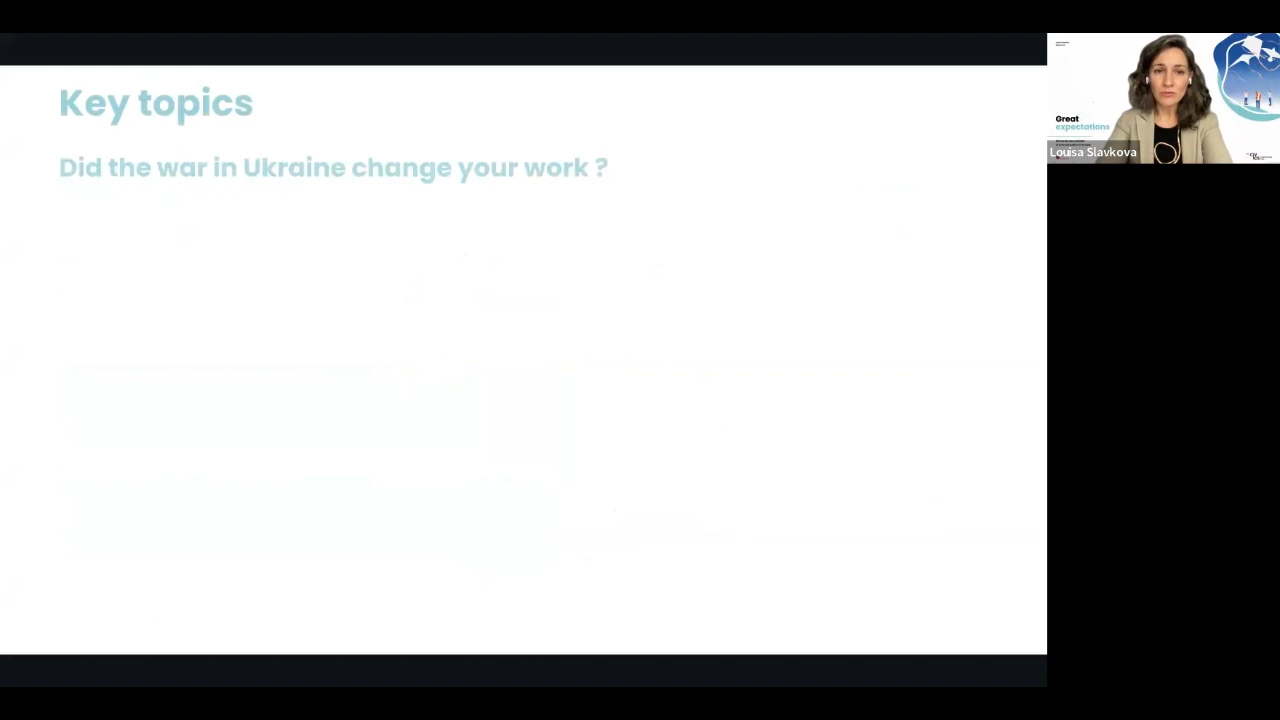 Key topics
Did the war in Ukraine change your work ?
Great
expectations
Louisa Slavkova